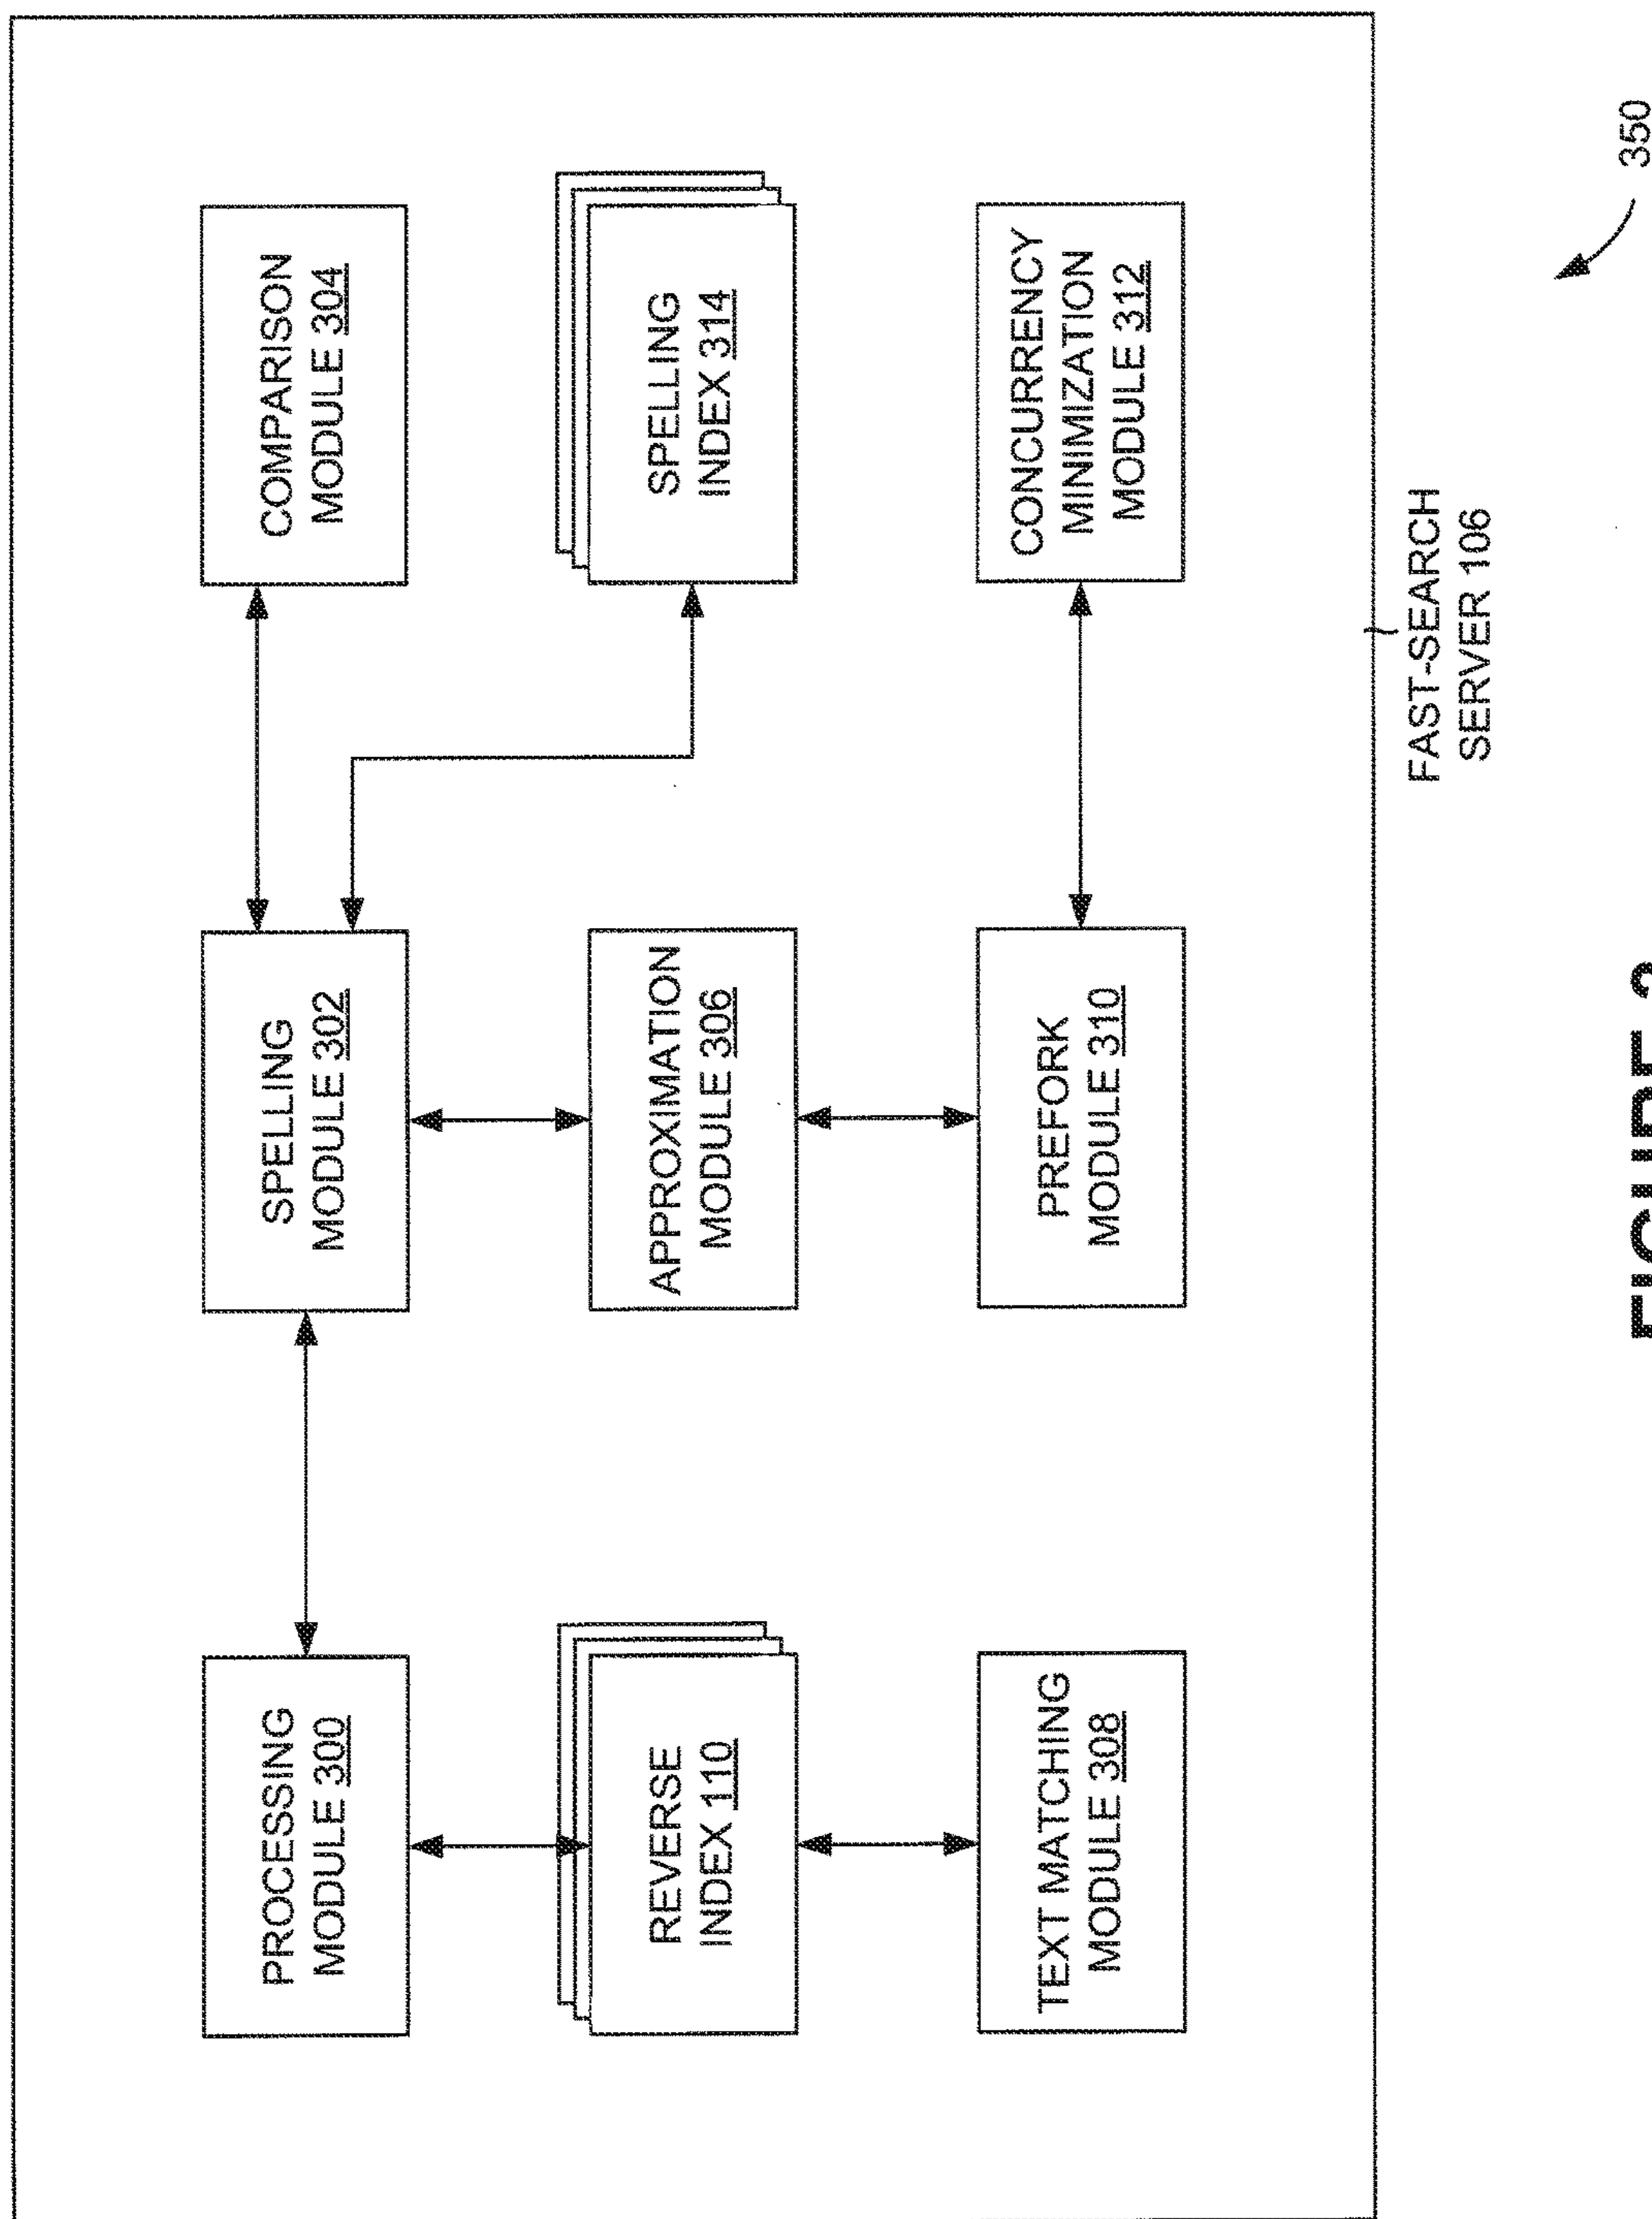 PROCESSING
MODULE 300
SPELLING
MODULE 302
COMPARISON
MODULE 304
REVERSE
INDEX 110
APPROXIMATION
MODULE 306
SPELLING
INDEX 314
TEXT MATCHING
MODULE 308
PREFORK
MODULE 310
CONCURRENCY
MINIMIZATION
MODULE 312
FAST-SEARCH
SERVER 106
350
FIGURE